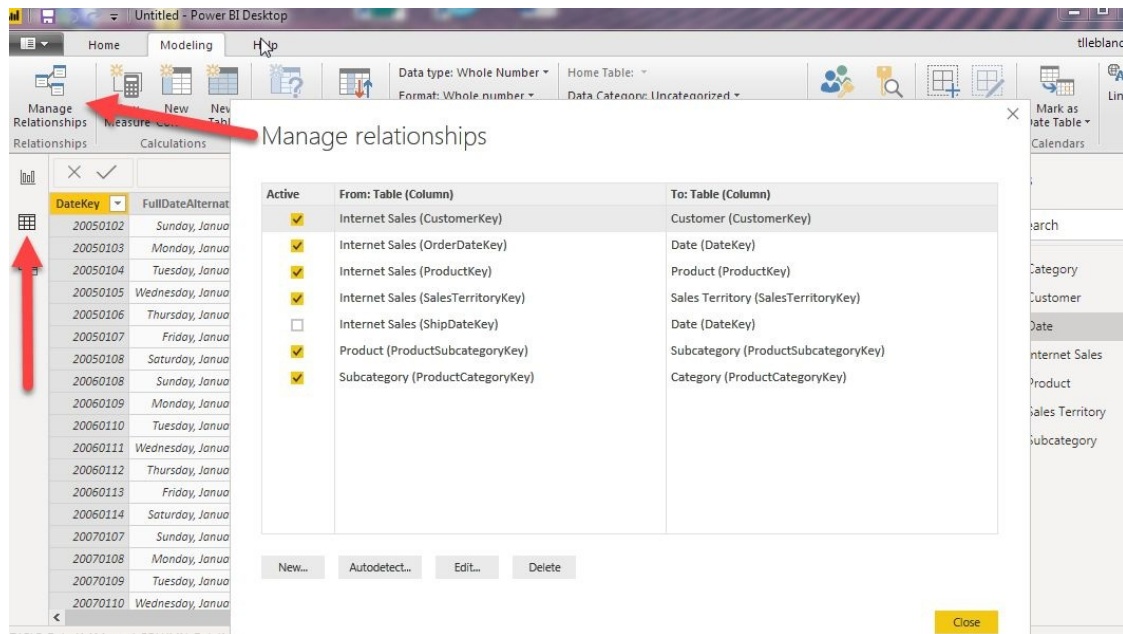 Untitled - Power BI Desktop
Home Modeling Help tlleblanc
Manage Relationships
New New
Measure
Data type: Whole Number
Format: Whole number
Home Table:
Data Category: Uncategorized
Mark as
Date Table
Relationships Calculations Calendars
Manage relationships
Active From: Table (Column) To: Table (Column)
Internet Sales (CustomerKey) Customer (CustomerKey)
Internet Sales (OrderDateKey) Date (DateKey)
Internet Sales (ProductKey) Product (ProductKey)
Internet Sales (SalesTerritoryKey) Sales Territory (SalesTerritoryKey)
Internet Sales (ShipDateKey) Date (DateKey)
Product (ProductSubcategoryKey) Subcategory (ProductSubcategoryKey)
Subcategory (ProductCategoryKey) Category (ProductCategoryKey)
New... Autodetect... Edit... Delete
Close
DateKey FullDateAlternat
20050102 Sunday, Janua
20050103 Monday, Janua
20050104 Tuesday, Janua
20050105 Wednesday, Janua
20050106 Thursday, Janua
20050107 Friday, Janua
20050108 Saturday, Janua
20060108 Sunday, Janua
20060109 Monday, Janua
20060110 Tuesday, Janua
20060111 Wednesday, Janua
20060112 Thursday, Janua
20060113 Friday, Janua
20060114 Saturday, Janua
20070107 Sunday, Janua
20070108 Monday, Janua
20070109 Tuesday, Janua
20070110 Wednesday, Janua
earch
Category
Customer
Date
Internet Sales
Product
Sales Territory
Subcategory